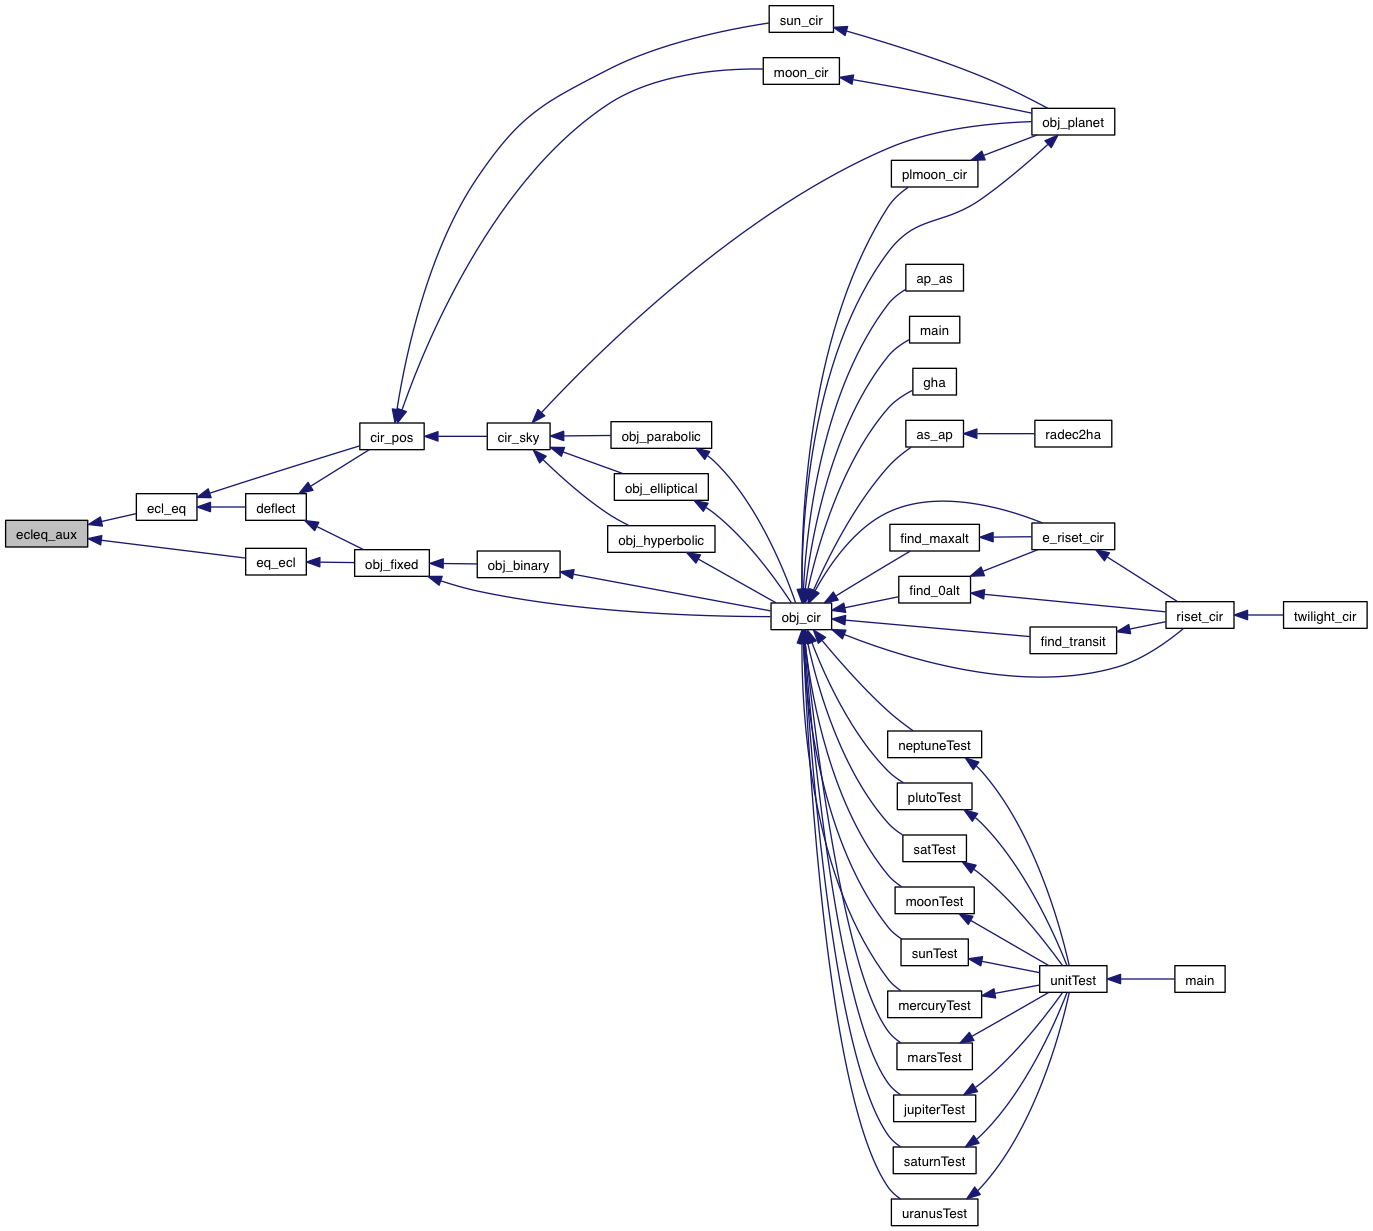 sun_cir
moon_cir
obj_planet
plmoon_cir
ap_as
main
gha
cir_pos
cir_sky
obj_parabolic
as_ap
radec2ha
obj_elliptical
ecl_eq
deflect
ecleq_aux
obj_hyperbolic
find_maxalt
e_riset_cir
eq_ecl
obj_fixed
obj_binary
find_0alt
obj_cir
riset_cir
twilight_cir
find_transit
neptuneTest
plutoTest
satTest
moonTest
sunTest
unitTest
main
mercuryTest
marsTest
jupiterTest
saturnTest
uranusTest